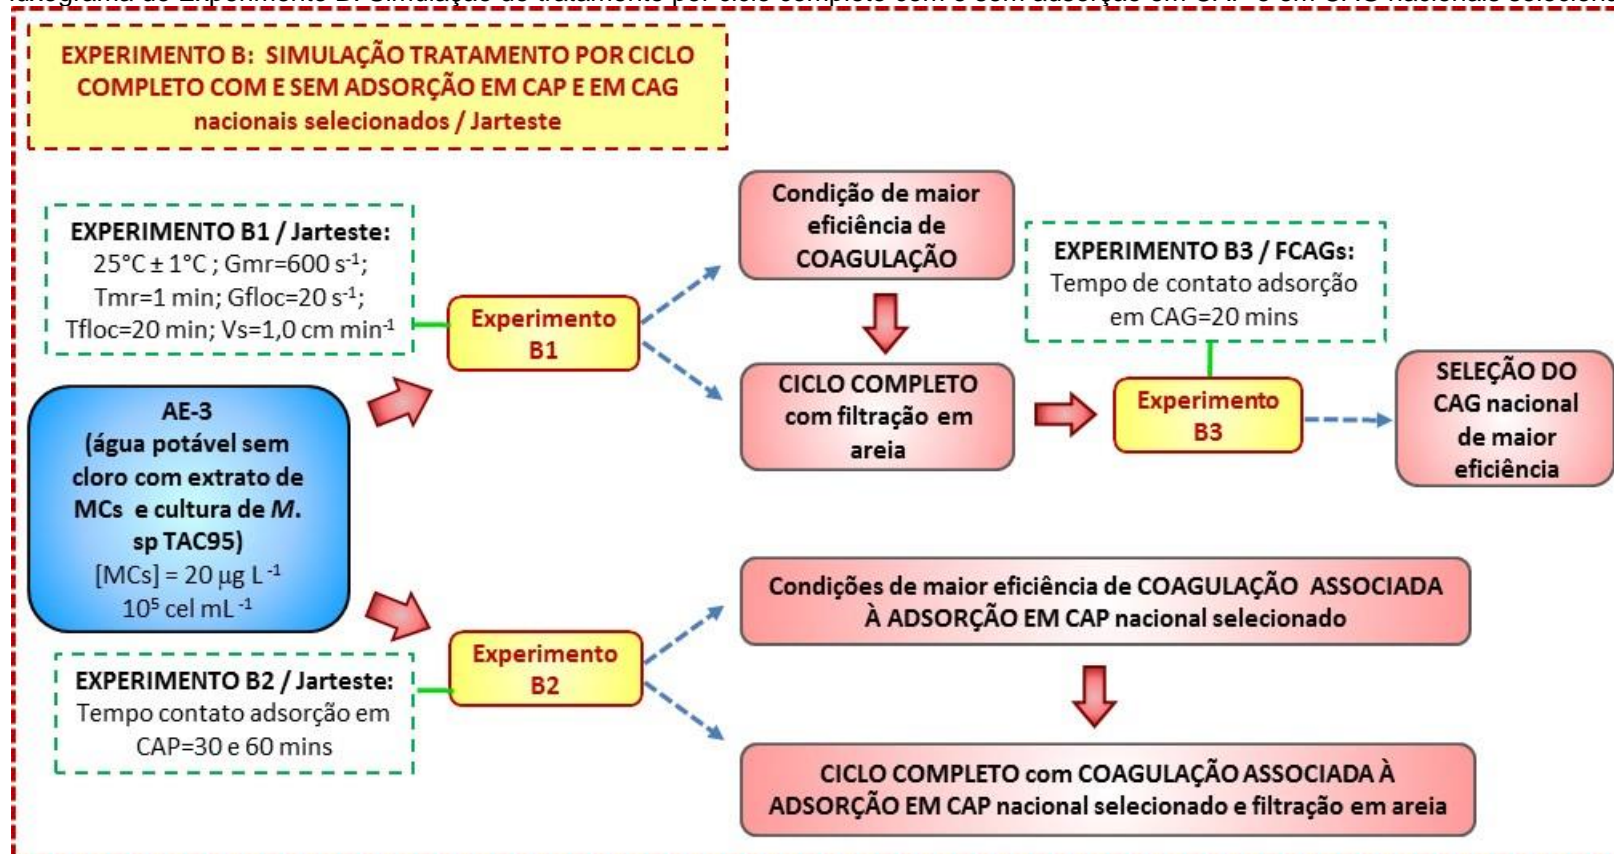 EXPERIMENTO B: SIMULAÇÃO TRATAMENTO POR CICLO
COMPLETO COM E SEM ADSORÇÃO EM CAP E EM CAG
nacionais selecionados / Jarteste
EXPERIMENTO B1 / Jarteste:
25°C ± 1°C ; Gmr=600 s⁻¹;
Tmr=1 min; Gfloc=20 s⁻¹;
Tfloc=20 min; Vs=1,0 cm min⁻¹
Experimento
B1
Condição de maior
eficiência de
COAGULAÇÃO
CICLO COMPLETO
com filtração em
areia
EXPERIMENTO B3 / FCAGs:
Tempo de contato adsorção
em CAG=20 mins
Experimento
B3
SELEÇÃO DO
CAG nacional
de maior
eficiência
AE-3
(água potável sem
cloro com extrato de
MCs e cultura de M.
sp TAC95)
[MCs] = 20 µg L⁻¹
10⁵ cel mL⁻¹
EXPERIMENTO B2 / Jarteste:
Tempo contato adsorção em
CAP=30 e 60 mins
Experimento
B2
Condições de maior eficiência de COAGULAÇÃO ASSOCIADA
À ADSORÇÃO EM CAP nacional selecionado
CICLO COMPLETO com COAGULAÇÃO ASSOCIADA À
ADSORÇÃO EM CAP nacional selecionado e filtração em areia